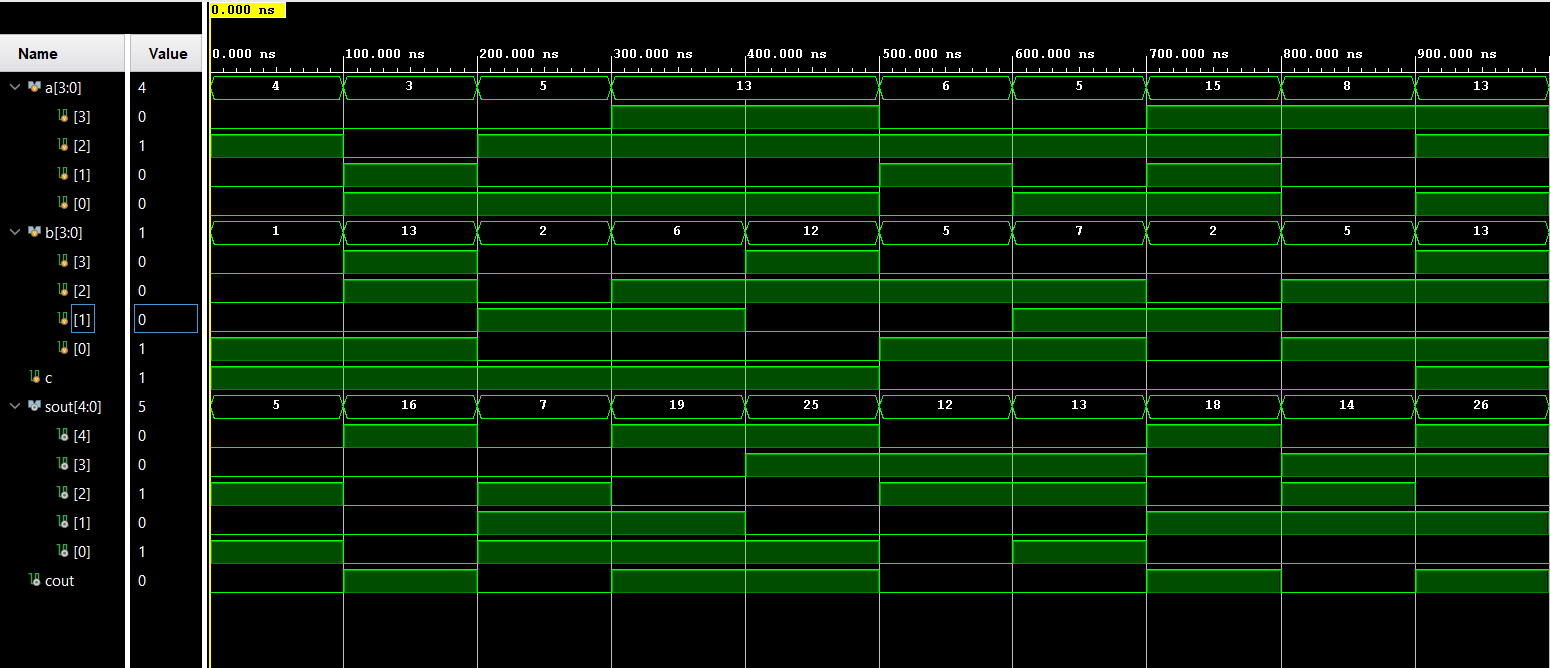 0.000 ns
Name Value 0.000 ns 100.000 ns 200.000 ns 300.000 ns 400.000 ns 500.000 ns 600.000 ns 700.000 ns 800.000 ns 900.000 ns
a[3:0] 4 4 3 5 13 6 5 15 8 13
[3] 0
[2] 1
[1] 0
[0] 0
b[3:0] 1 1 13 2 6 12 5 7 2 5 13
[3] 0
[2] 0
[1] 0
[0] 1
c 1
sout[4:0] 5 5 16 7 19 25 12 13 18 14 26
[4] 0
[3] 0
[2] 1
[1] 0
[0] 1
cout 0